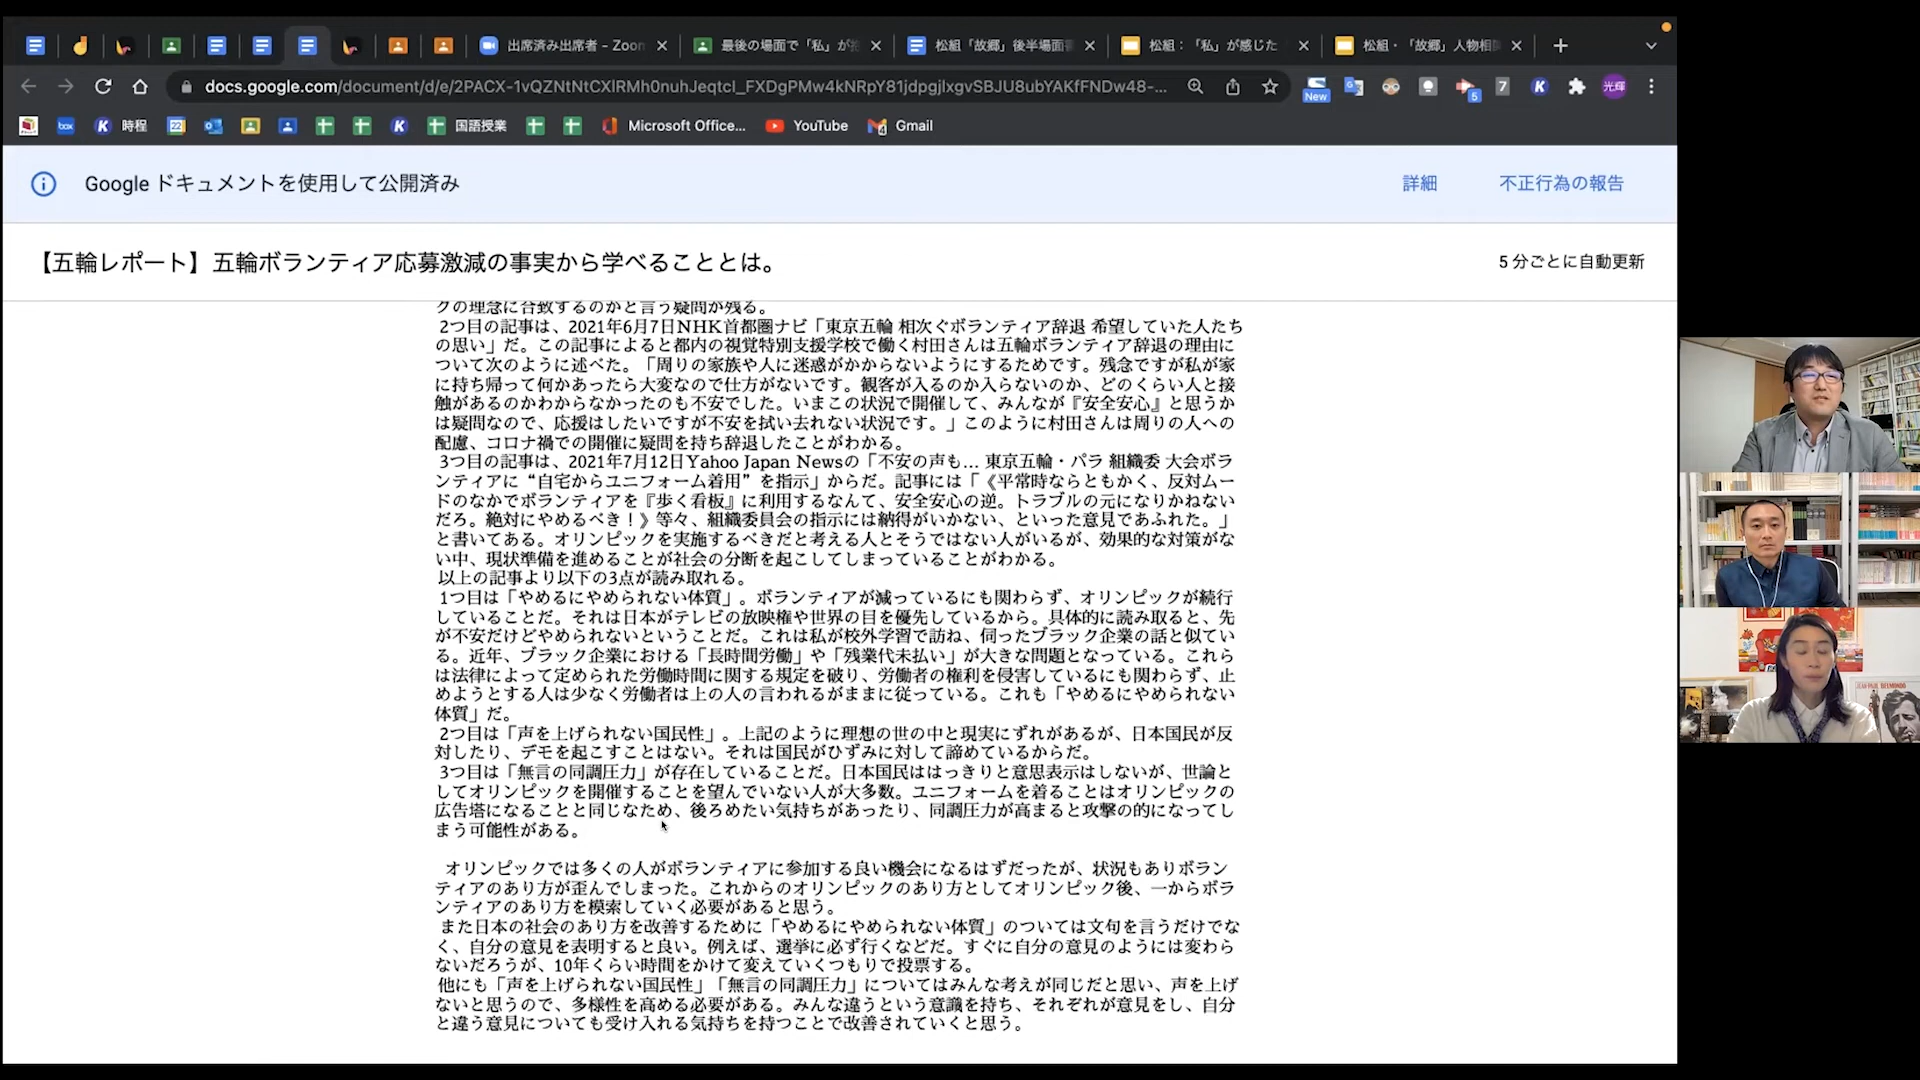 出席済み出席者 - Zoon
最後の場面で「私」が抱
松組「故郷」後半場面
松組：「私」が感じた
松組・「故郷」人物相
docs.google.com/document/d/e/2PACX-1vQZNtNtCXlRMh0nuhJeqtcl_FXDgPMw4kNRpY81jdpgjlxgvSBJU8ubYAKfFNDw48-...
New
5
7
光輝
box
時程
22
国語授業
Microsoft Office...
YouTube
Gmail
Google ドキュメントを使用して公開済み
詳細
不正行為の報告
【五輪レポート】五輪ボランティア応募激減の事実から学べることとは。
5 分ごとに自動更新
クの理念に合致するのかと言う疑問が残る。
2つ目の記事は、2021年6月7日NHK首都圏ナビ「東京五輪 相次ぐボランティア辞退 希望していた人たち
の思い」だ。この記事によると都内の視覚特別支援学校で働く村田さんは五輪ボランティア辞退の理由に
ついて次のように述べた。「周りの家族や人に迷惑がかからないようにするためです。残念ですが私が家
に持ち帰って何かあったら大変なので仕方がないです。観客が入るのか入らないのか、どのくらい人と接
触があるのかわからなかったのも不安でした。いまこの状況で開催して、みんなが『安全安心』と思うか
は疑問なので、応援はしたいですが不安を拭い去れない状況です。」このように村田さんは周りの人への
配慮、コロナ禍での開催に疑問を持ち辞退したことがわかる。
3つ目の記事は、2021年7月12日Yahoo Japan Newsの「不安の声も… 東京五輪・パラ 組織委 大会ボラ
ンティアに“自宅からユニフォーム着用”を指示」からだ。記事には「《平常時ならともかく、反対ムー
ドのなかでボランティアを『歩く看板』に利用するなんて、安全安心の逆。トラブルの元になりかねない
だろ。絶対にやめるべき！》等々、組織委員会の指示には納得がいかない、といった意見であふれた。」
と書いてある。オリンピックを実施するべきだと考える人とそうではない人がいるが、効果的な対策がな
い中、現状準備を進めることが社会の分断を起こしてしまっていることがわかる。
以上の記事より以下の3点が読み取れる。
1つ目は「やめるにやめられない体質」。ボランティアが減っているにも関わらず、オリンピックが続行
していることだ。それは日本がテレビの放映権や世界の目を優先しているから。具体的に読み取ると、先
が不安だけどやめられないということだ。これは私が校外学習で訪ね、伺ったブラック企業の話と似てい
る。近年、ブラック企業における「長時間労働」や「残業代未払い」が大きな問題となっている。これら
は法律によって定められた労働時間に関する規定を破り、労働者の権利を侵害しているにも関わらず、止
めようとする人は少なく労働者は上の人の言われるがままに従っている。これも「やめるにやめられない
体質」だ。
2つ目は「声を上げられない国民性」。上記のように理想の世の中と現実にずれがあるが、日本国民が反
対したり、デモを起こすことはない。それは国民がひずみに対して諦めているからだ。
3つ目は「無言の同調圧力」が存在していることだ。日本国民ははっきりと意思表示はしないが、世論と
してオリンピックを開催することを望んでいない人が大多数。ユニフォームを着ることはオリンピックの
広告塔になることと同じなため、後ろめたい気持ちがあったり、同調圧力が高まると攻撃の的になってし
まう可能性がある。
オリンピックでは多くの人がボランティアに参加する良い機会になるはずだったが、状況もありボラン
ティアのあり方が歪んでしまった。これからのオリンピックのあり方としてオリンピック後、一からボラ
ンティアのあり方を模索していく必要があると思う。
また日本の社会のあり方を改善するために「やめるにやめられない体質」のついては文句を言うだけでな
く、自分の意見を表明すると良い。例えば、選挙に必ず行くなどだ。すぐに自分の意見のようには変わら
ないだろうが、10年くらい時間をかけて変えていくつもりで投票する。
他にも「声を上げられない国民性」「無言の同調圧力」についてはみんな考えが同じだと思い、声を上げ
ないと思うので、多様性を高める必要がある。みんな違うという意識を持ち、それぞれが意見をし、自分
と違う意見についても受け入れる気持ちを持つことで改善されていくと思う。
JEAN-PAUL BELMONDO